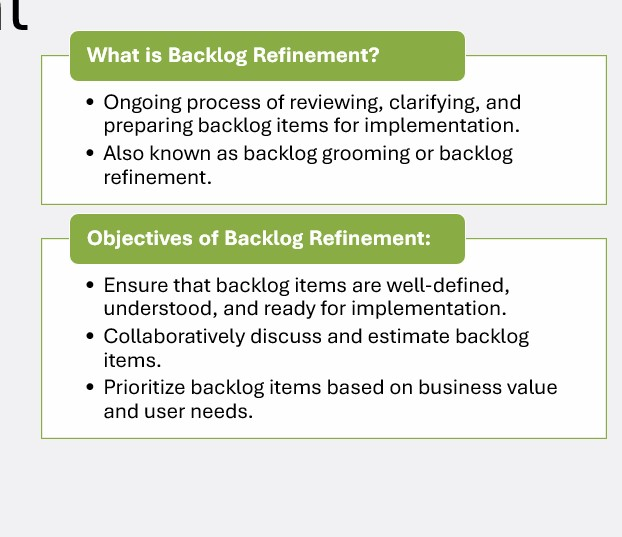 What is Backlog Refinement?
• Ongoing process of reviewing, clarifying, and
preparing backlog items for implementation.
• Also known as backlog grooming or backlog
refinement.
Objectives of Backlog Refinement:
• Ensure that backlog items are well-defined,
understood, and ready for implementation.
• Collaboratively discuss and estimate backlog
items.
• Prioritize backlog items based on business value
and user needs.